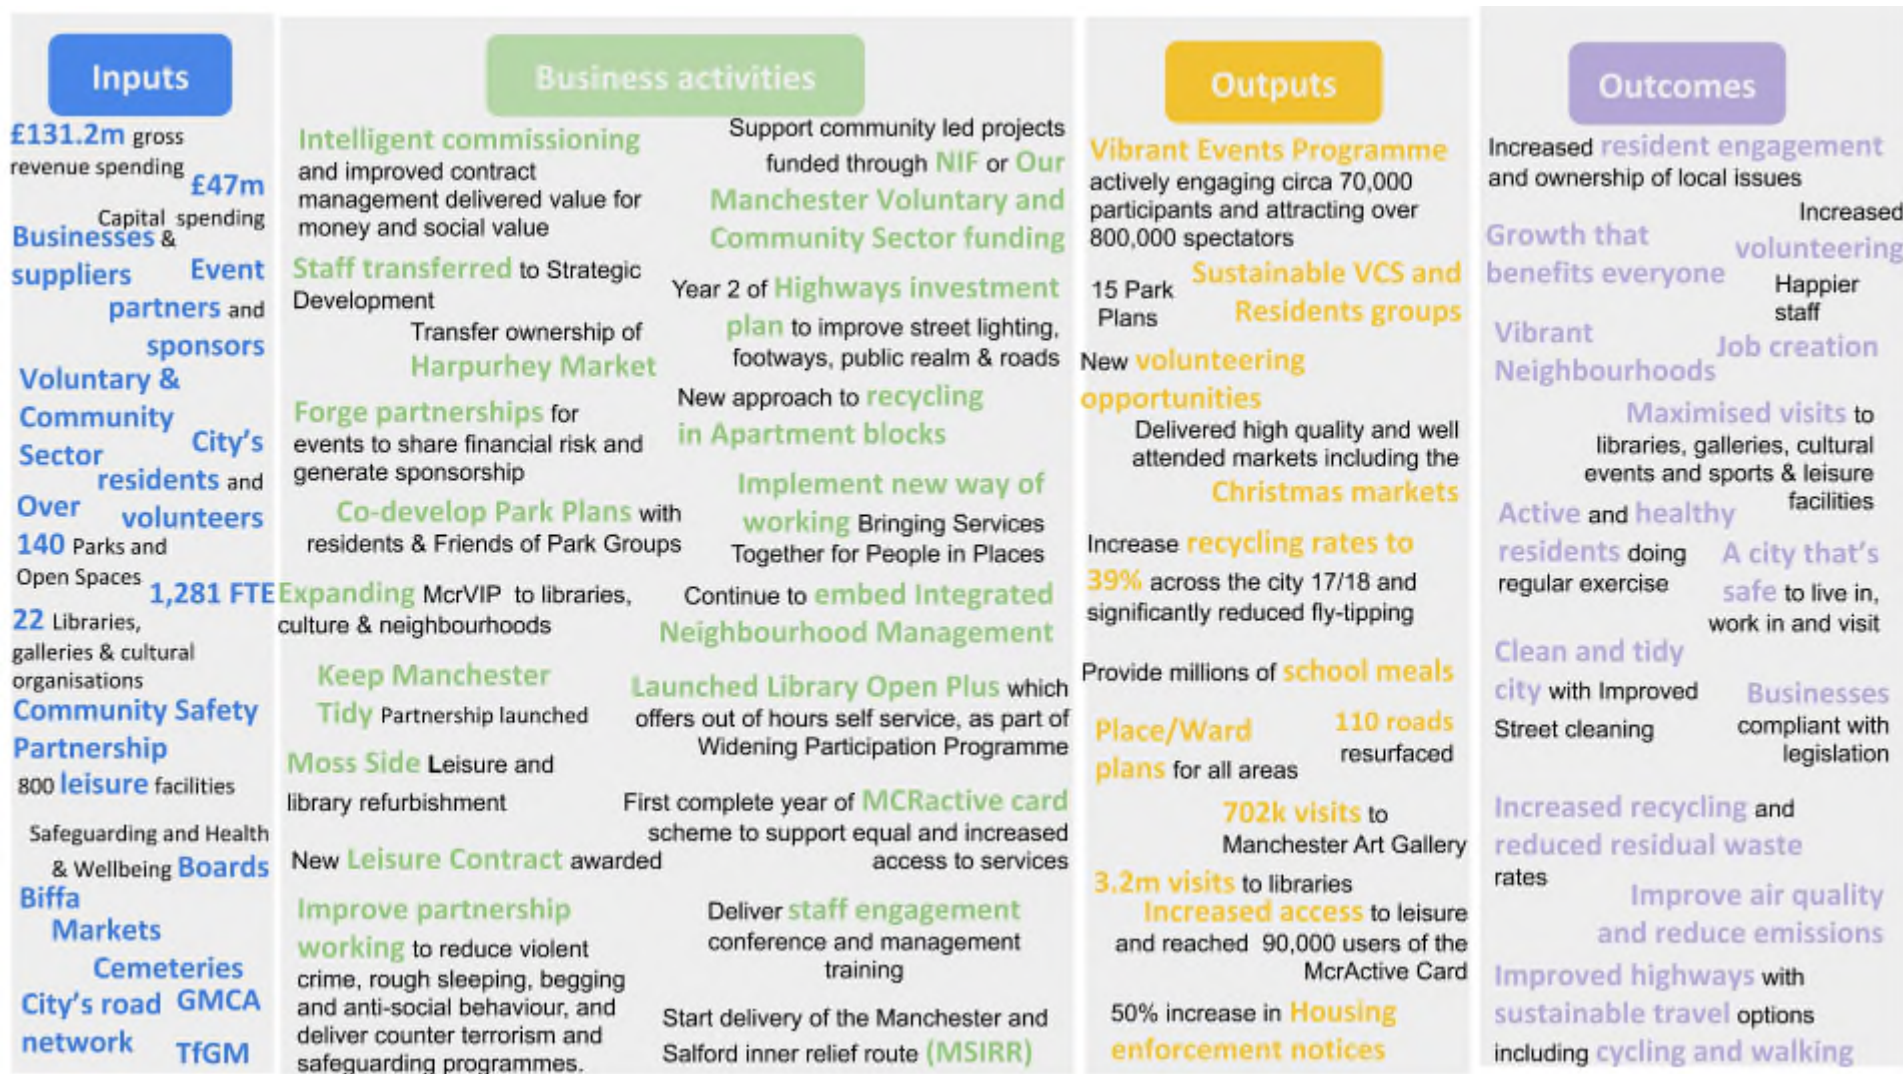 Inputs
£131.2m gross
revenue spending
£47m
Capital spending
Businesses &
suppliers
Event
partners and
sponsors
Voluntary &
Community
Sector
City's
residents and
volunteers
Over
140 Parks and
Open Spaces
1,281 FTE
22 Libraries,
galleries & cultural
organisations
Community Safety
Partnership
800 leisure facilities
Safeguarding and Health
& Wellbeing Boards
Biffa
Markets
Cemeteries
City's road
network
GMCA
TfGM
Business activities
Intelligent commissioning
and improved contract
management delivered value for
money and social value
Staff transferred to Strategic
Development
Transfer ownership of
Harpurhey Market
Forge partnerships for
events to share financial risk and
generate sponsorship
Co-develop Park Plans with
residents & Friends of Park Groups
Expanding McrVIP to libraries,
culture & neighbourhoods
Keep Manchester
Tidy Partnership launched
Moss Side Leisure and
library refurbishment
New Leisure Contract awarded
Improve partnership
working to reduce violent
crime, rough sleeping, begging
and anti-social behaviour, and
deliver counter terrorism and
safeguarding programmes.
Support community led projects
funded through NIF or Our
Manchester Voluntary and
Community Sector funding
Year 2 of Highways investment
plan to improve street lighting,
footways, public realm & roads
New approach to recycling
in Apartment blocks
Implement new way of
working Bringing Services
Together for People in Places
Continue to embed Integrated
Neighbourhood Management
Launched Library Open Plus which
offers out of hours self service, as part of
Widening Participation Programme
First complete year of MCRactive card
scheme to support equal and increased
access to services
Deliver staff engagement
conference and management
training
Start delivery of the Manchester and
Salford inner relief route (MSIRR)
Outputs
Vibrant Events Programme
actively engaging circa 70,000
participants and attracting over
800,000 spectators
15 Park
Plans
Sustainable VCS and
Residents groups
New volunteering
opportunities
Delivered high quality and well
attended markets including the
Christmas markets
Increase recycling rates to
39% across the city 17/18 and
significantly reduced fly-tipping
Provide millions of school meals
Place/Ward
plans for all areas
110 roads
resurfaced
702k visits to
Manchester Art Gallery
3.2m visits to libraries
Increased access to leisure
and reached 90,000 users of the
McrActive Card
50% increase in Housing
enforcement notices
Outcomes
Increased resident engagement
and ownership of local issues
Increased
volunteering
Growth that
benefits everyone
Happier
staff
Vibrant
Neighbourhoods
Job creation
Maximised visits to
libraries, galleries, cultural
events and sports & leisure
facilities
Active and healthy
residents doing
regular exercise
A city that's
safe to live in,
work in and visit
Clean and tidy
city with Improved
Street cleaning
Businesses
compliant with
legislation
Increased recycling and
reduced residual waste
rates
Improve air quality
and reduce emissions
Improved highways with
sustainable travel options
including cycling and walking